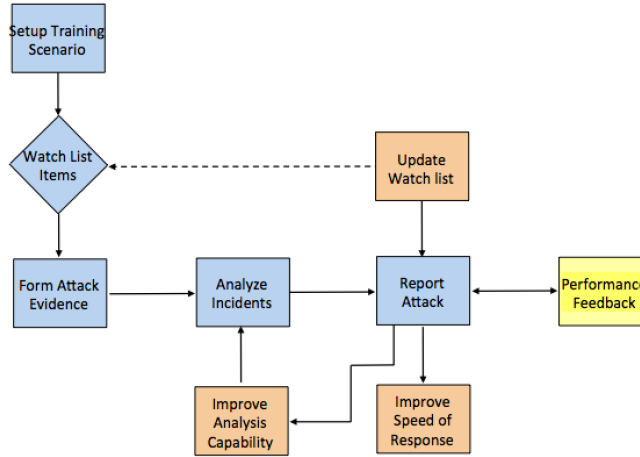 Setup Training
Scenario
Watch List
Items
Update
Watch list
Form Attack
Evidence
Analyze
Incidents
Report
Attack
Performance
Feedback
Improve
Analysis
Capability
Improve
Speed of
Response